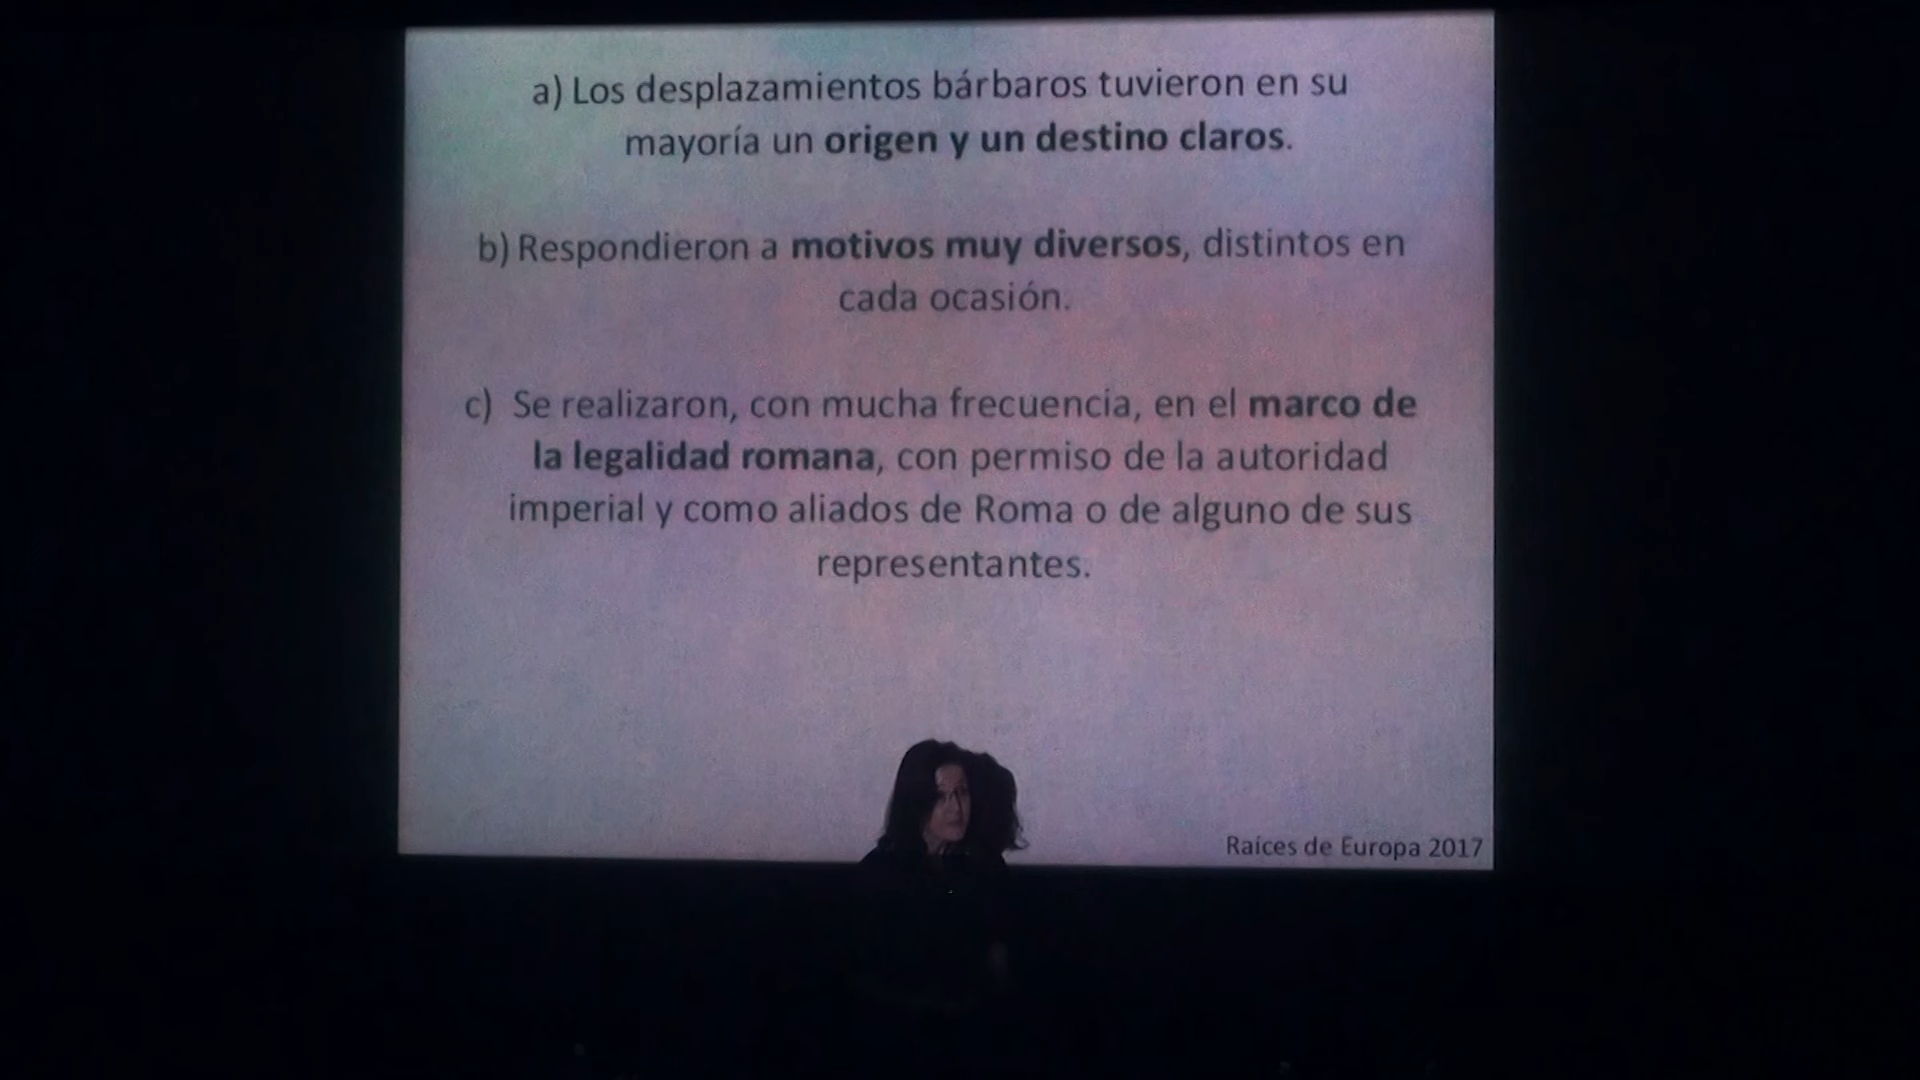 a) Los desplazamientos bárbaros tuvieron en su
mayoría un origen y un destino claros.
b) Respondieron a motivos muy diversos, distintos en
cada ocasión.
c) Se realizaron, con mucha frecuencia, en el marco de
la legalidad romana, con permiso de la autoridad
imperial y como aliados de Roma o de alguno de sus
representantes.
Raíces de Europa 2017